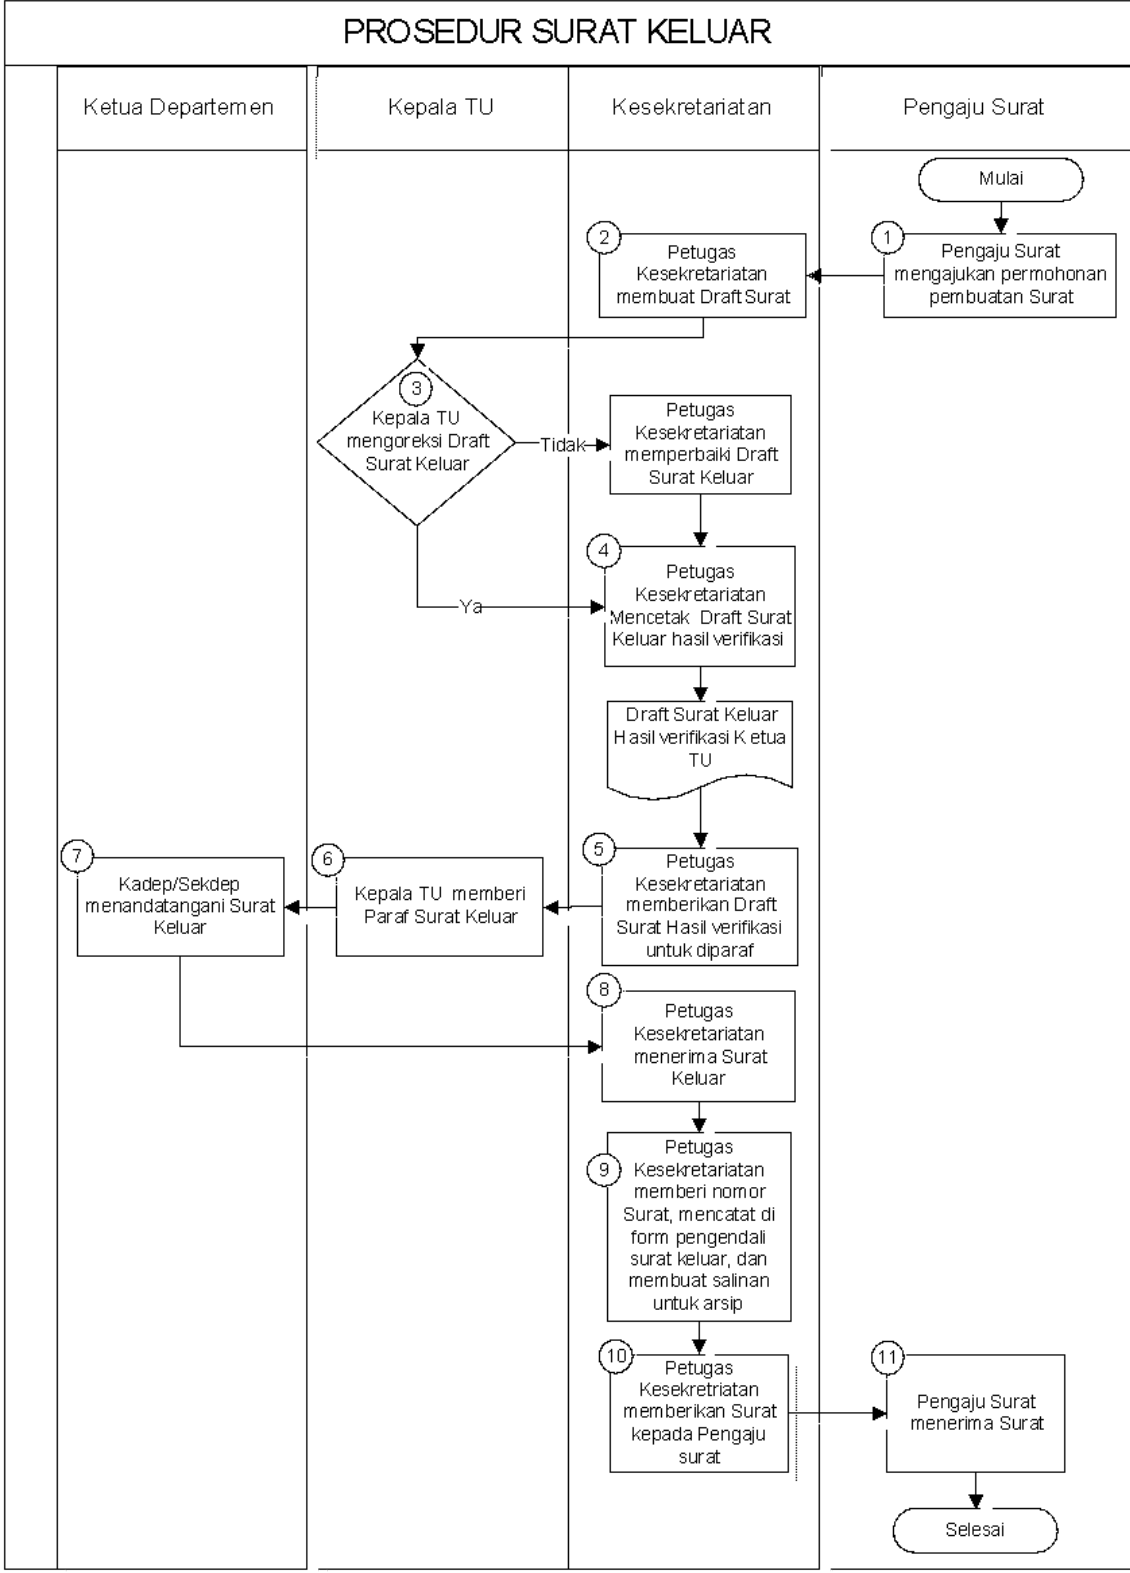 PROSEDUR SURAT KELUAR
Ketua Departemen
Kepala TU
Kesekretariatan
Pengaju Surat
Mulai
1
Pengaju Surat
mengajukan permohonan
pembuatan Surat
2
Petugas
Kesekretariatan
membuat Draft Surat
3
Kepala TU
mengoreksi Draft
Surat Keluar
Tidak
Petugas
Kesekretariatan
memperbaiki Draft
Surat Keluar
Ya
4
Petugas
Kesekretariatan
Mencetak Draft Surat
Keluar hasil verifikasi
Draft Surat Keluar
Hasil verifikasi Ketua
TU
5
Petugas
Kesekretariatan
memberikan Draft
Surat Hasil verifikasi
untuk diparaf
6
Kepala TU memberi
Paraf Surat Keluar
7
Kadep/Sekdep
menandatangani Surat
Keluar
8
Petugas
Kesekretariatan
menerima Surat
Keluar
9
Petugas
Kesekretariatan
memberi nomor
Surat, mencatat di
form pengendali
surat keluar, dan
membuat salinan
untuk arsip
10
Petugas
Kesekretriatan
memberikan Surat
kepada Pengaju
surat
11
Pengaju Surat
menerima Surat
Selesai